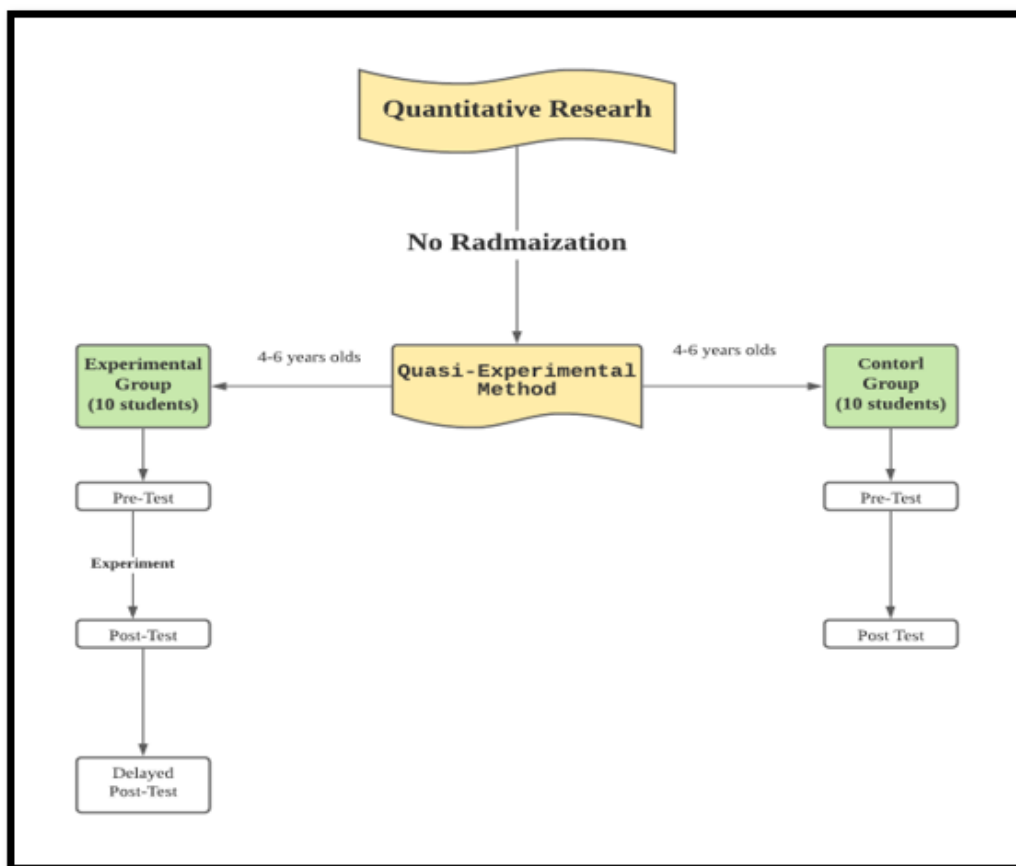 Quantitative Researh
No Radmaization
4-6 years olds
4-6 years olds
Experimental
Group
(10 students)
Quasi-Experimental
Method
Contorl
Group
(10 students)
Pre-Test
Pre-Test
Experiment
Post-Test
Post Test
Delayed
Post-Test